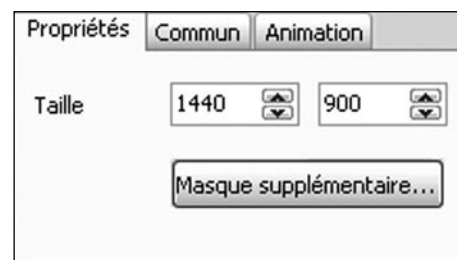 Propriétés Commun Animation
Taille 1440 900
Masque supplémentaire...